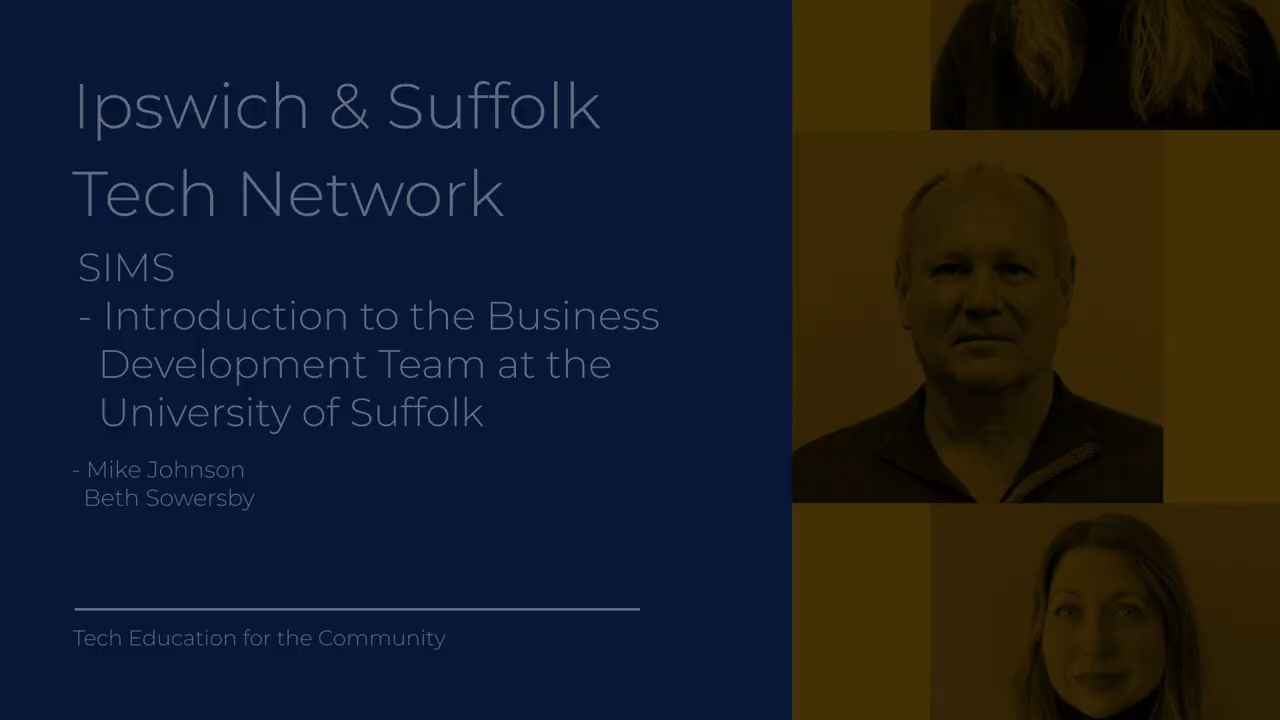 Ipswich & Suffolk
Tech Network
SIMS
- Introduction to the Business
Development Team at the
University of Suffolk
- Mike Johnson
Beth Sowersby
Tech Education for the Community